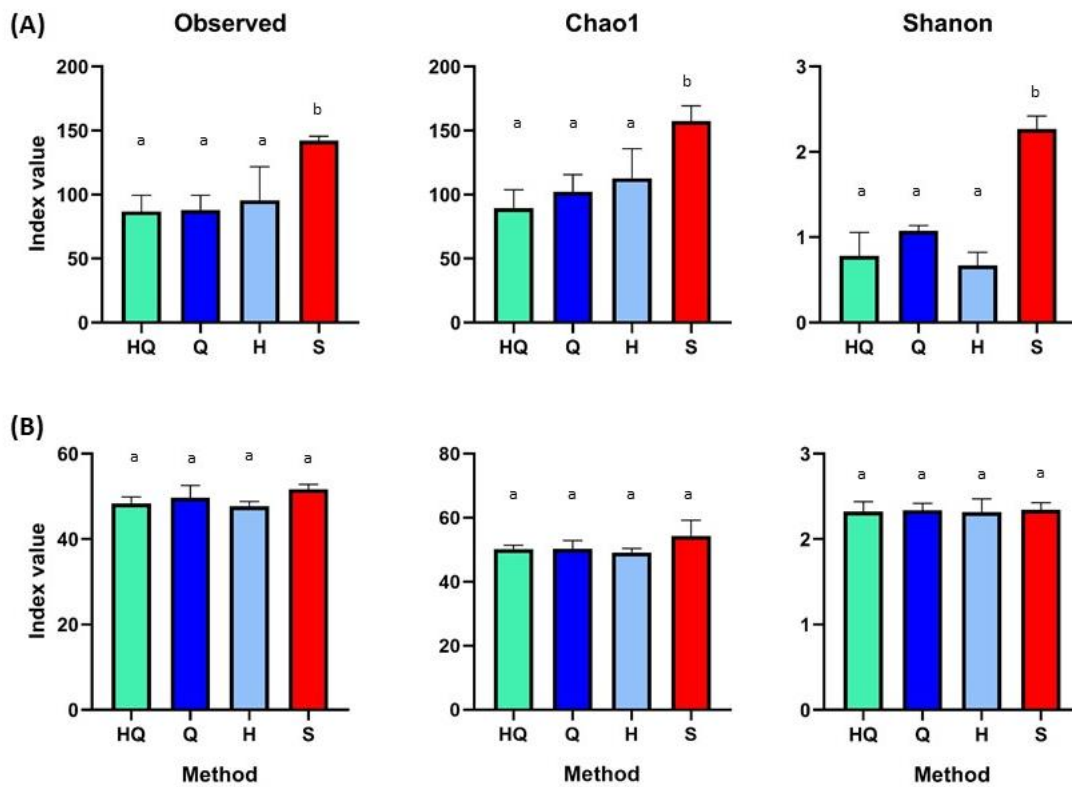 (A)
Observed
Chao1
Shanon
Index value
200
150
100
50
0
a
a
a
b
HQ
Q
H
S
200
150
100
50
0
a
a
a
b
HQ
Q
H
S
3
2
1
0
a
a
a
b
HQ
Q
H
S
(B)
Index value
60
40
20
0
a
a
a
a
HQ
Q
H
S
Method
80
60
40
20
0
a
a
a
a
HQ
Q
H
S
Method
3
2
1
0
a
a
a
a
HQ
Q
H
S
Method